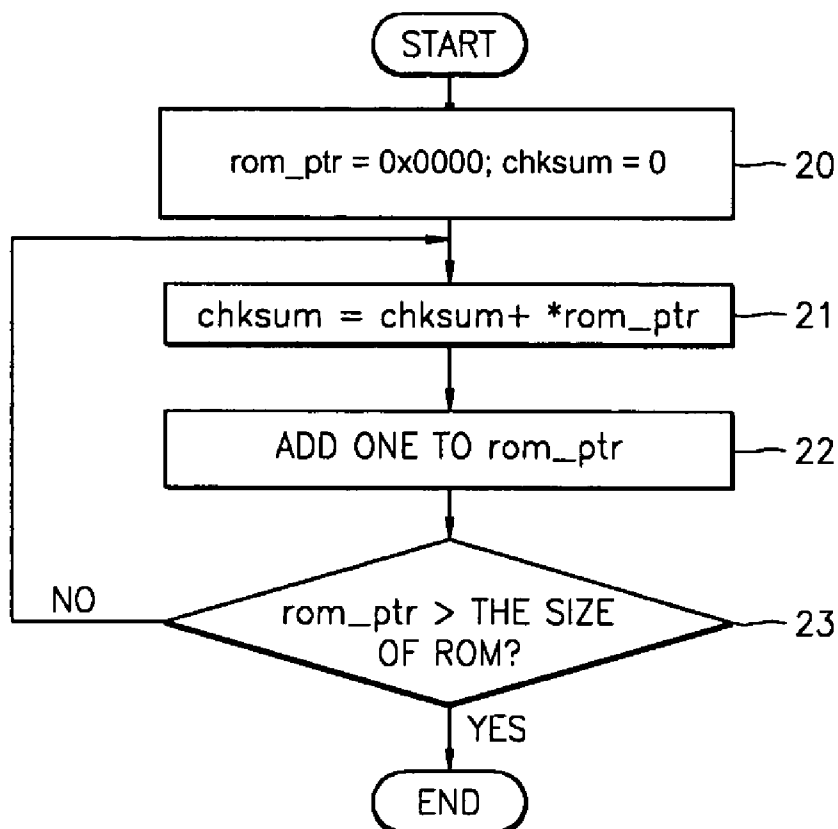 START
rom_ptr = 0x0000; chksum = 0
20
chksum = chksum+ *rom_ptr
21
ADD ONE TO rom_ptr
22
rom_ptr > THE SIZE
OF ROM?
23
NO
YES
END